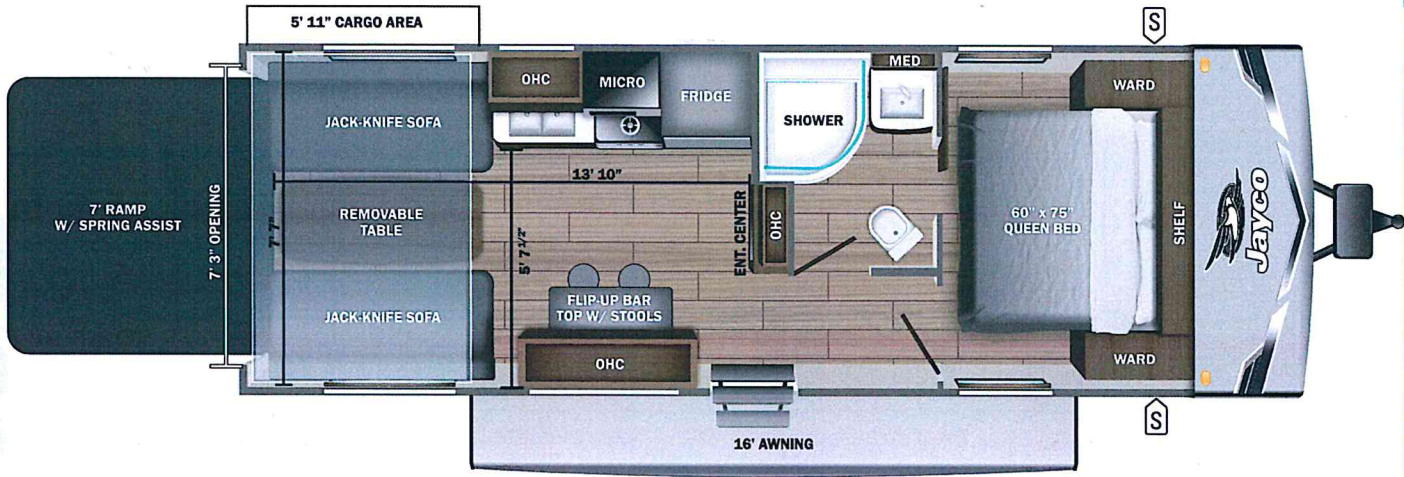 5' 11" CARGO AREA
S
OHC
MICRO
FRIDGE
MED
WARD
SHOWER
JACK-KNIFE SOFA
13' 10"
7' RAMP
W/ SPRING ASSIST
7' 3" OPENING
7' 7"
REMOVABLE
TABLE
5' 7 1/2"
ENT. CENTER
OHC
60" x 75"
QUEEN BED
SHELF
Jayco
JACK-KNIFE SOFA
FLIP-UP BAR
TOP W/ STOOLS
OHC
WARD
S
16' AWNING